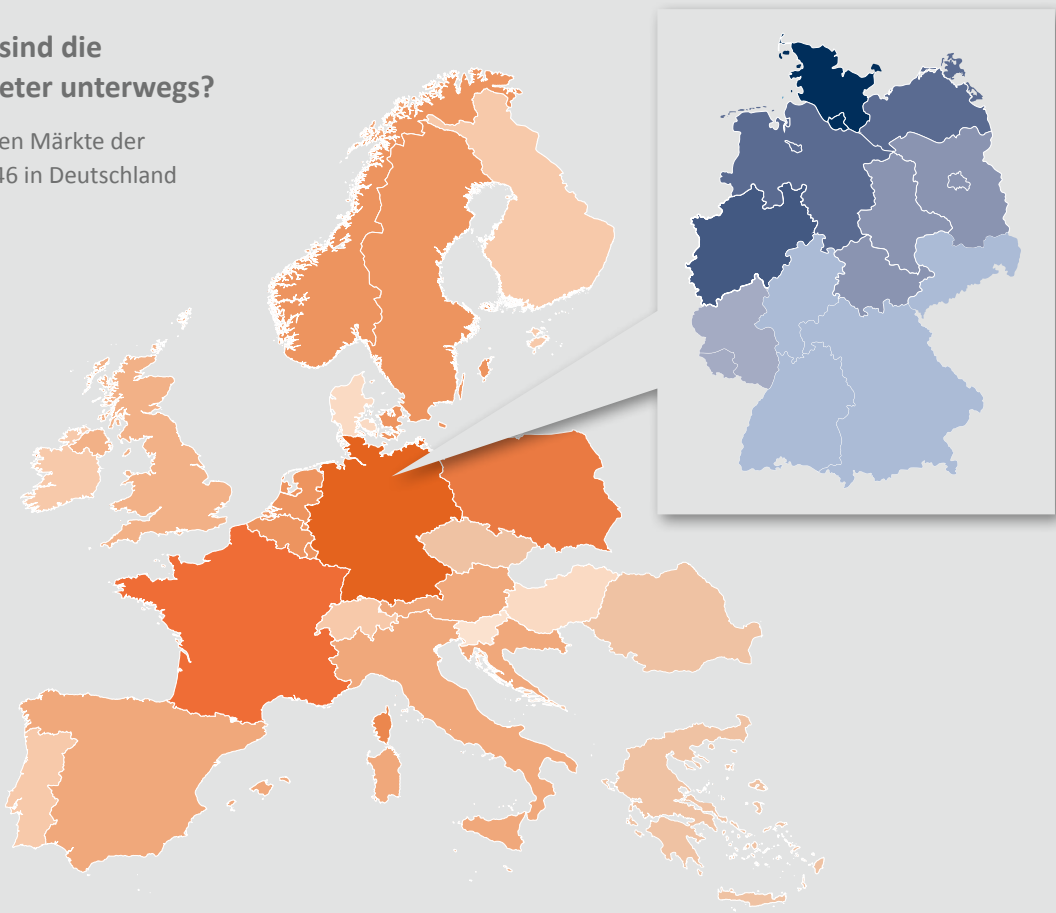 sind die
eter unterwegs?
en Märkte der
46 in Deutschland